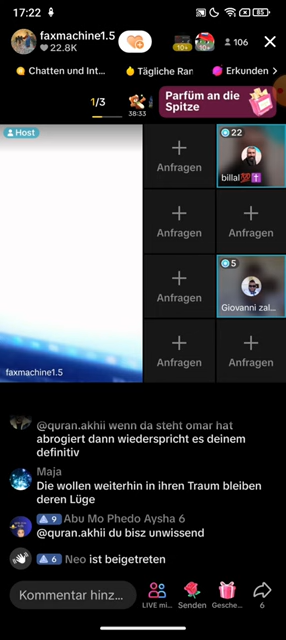 17:22
85
faxmachine1.5
22.8K
10+
10+
106
Chatten und Int...
Tägliche Ran
Erkunden
1/3
38:33
Parfüm an die
Spitze
Host
Anfragen
22
billal💯✝️
Anfragen
Anfragen
Anfragen
5
Giovanni zal...
Anfragen
Anfragen
faxmachine1.5
@quran.akhii wenn da steht omar hat
abrogiert dann wiederspricht es deinem
definitiv
Maja
Die wollen weiterhin in ihren Traum bleiben
deren Lüge
9 Abu Mo Phedo Aysha 6
@quran.akhii du bisz unwissend
6 Neo ist beigetreten
Kommentar hinz...
LIVE mi...
Senden
Gesche...
6